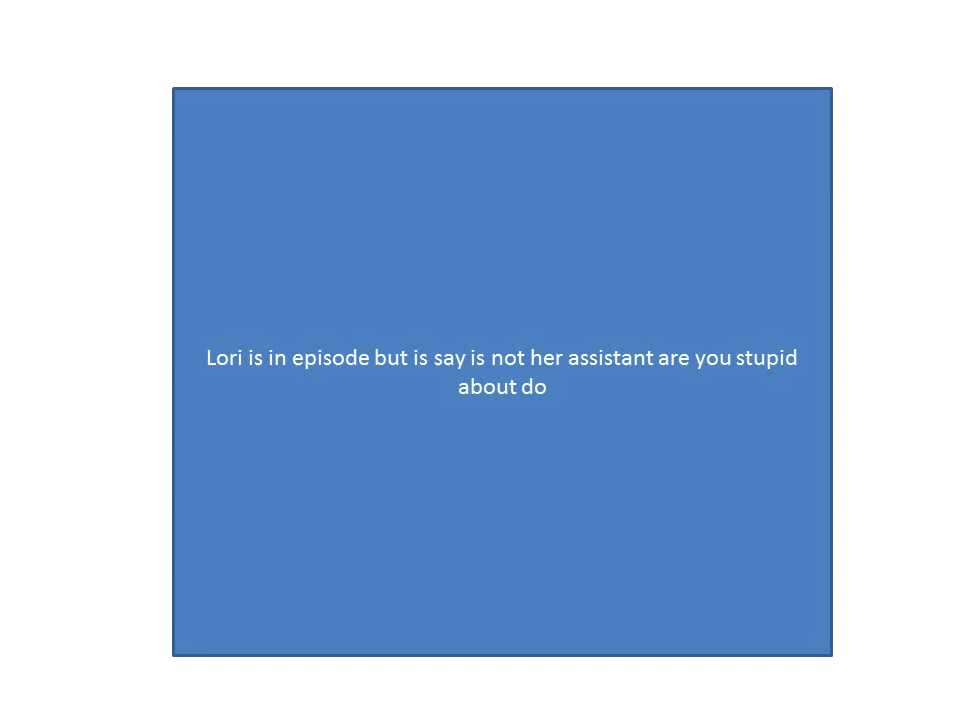 Lori is in episode but is say is not her assistant are you stupid
about do